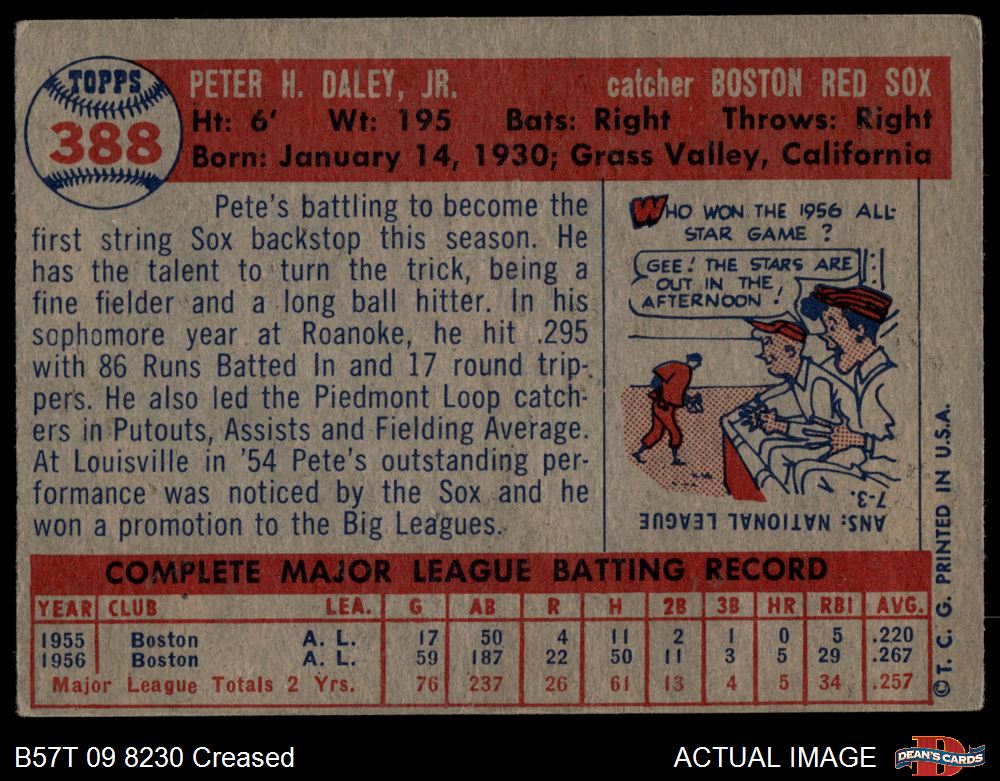 TOPPS
388
PETER H. DALEY, JR. catcher BOSTON RED SOX
Ht: 6' Wt: 195 Bats: Right Throws: Right
Born: January 14, 1930; Grass Valley, California
Pete's battling to become the
first string Sox backstop this season. He
has the talent to turn the trick, being a
fine fielder and a long ball hitter. In his
sophomore year at Roanoke, he hit .295
with 86 Runs Batted In and 17 round trip-
pers. He also led the Piedmont Loop catch-
ers in Putouts, Assists and Fielding Average.
At Louisville in '54 Pete's outstanding per-
formance was noticed by the Sox and he
won a promotion to the Big Leagues.
WHO WON THE 1956 ALL-
STAR GAME ?
GEE! THE STARS ARE
OUT IN THE
AFTERNOON!
ANS: NATIONAL LEAGUE
7-3.
COMPLETE MAJOR LEAGUE BATTING RECORD
YEAR CLUB LEA. G AB R H 2B 3B HR RBI AVG.
1955 Boston A. L. 17 50 4 11 2 1 0 5 .220
1956 Boston A. L. 59 187 22 50 11 3 5 29 .267
Major League Totals 2 Yrs. 76 237 26 61 13 4 5 34 .257
© T. C. G. PRINTED IN U.S.A.
B57T 09 8230 Creased
ACTUAL IMAGE
DEAN'S CARDS